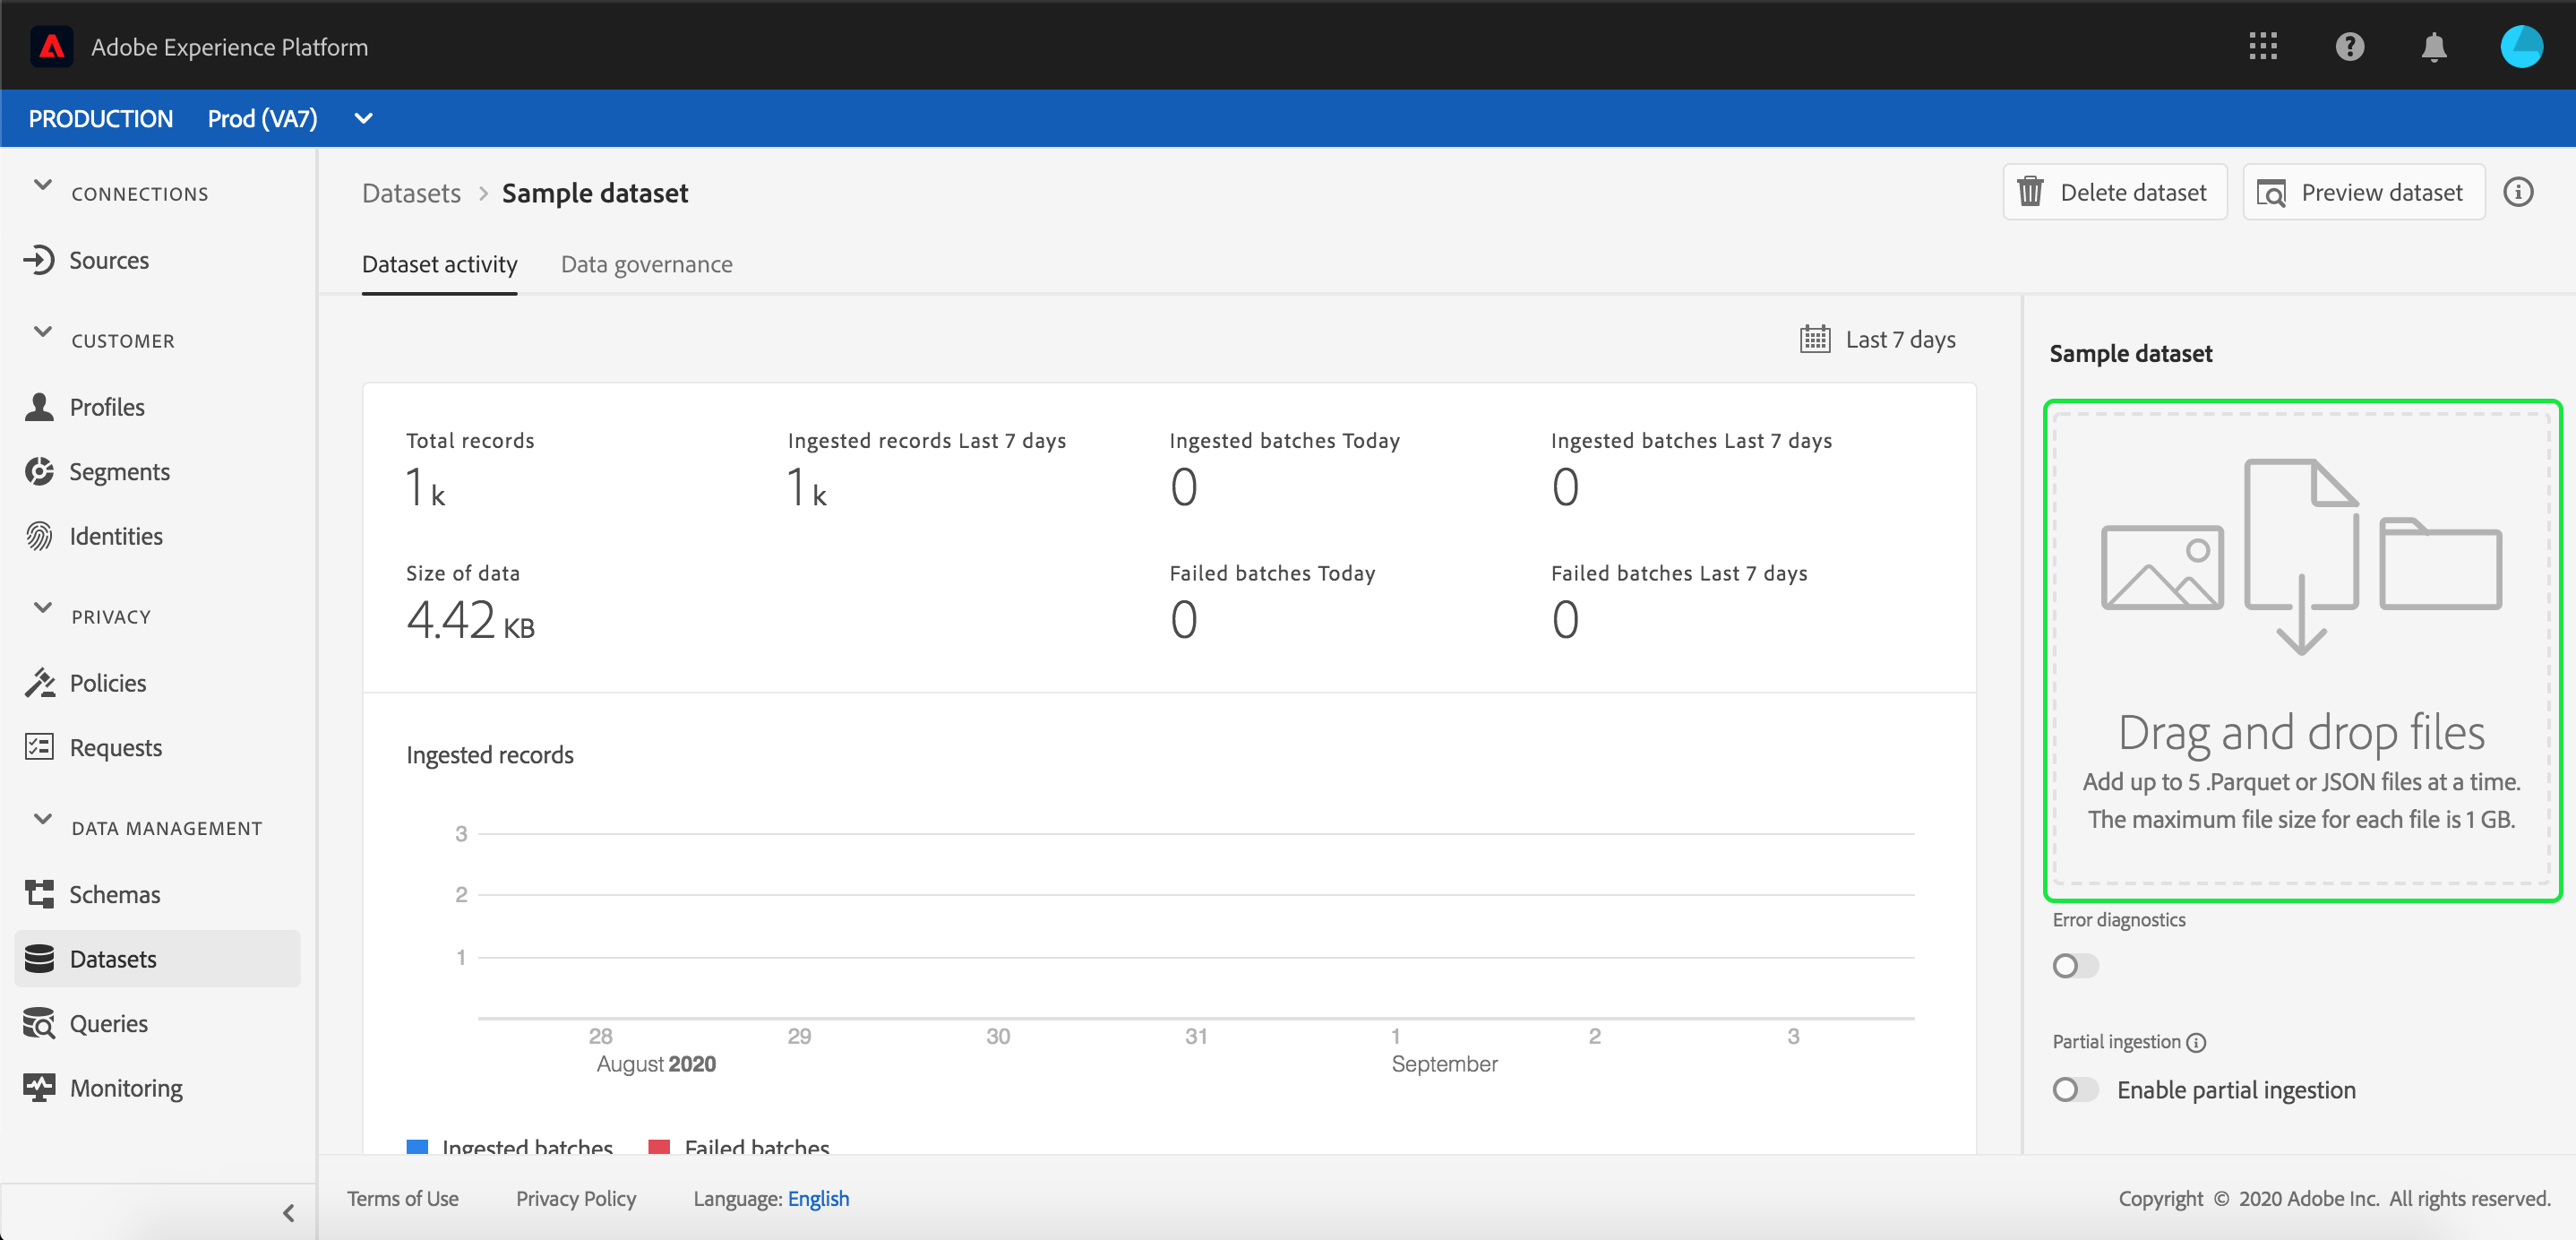 Adobe Experience Platform
PRODUCTION Prod (VA7)
CONNECTIONS
Sources
CUSTOMER
Profiles
Segments
Identities
PRIVACY
Policies
Requests
DATA MANAGEMENT
Schemas
Datasets
Queries
Monitoring
Datasets > Sample dataset
Delete dataset
Preview dataset
Dataset activity
Data governance
Last 7 days
Total records
1 k
Ingested records Last 7 days
1 k
Ingested batches Today
0
Ingested batches Last 7 days
0
Size of data
4.42 KB
Failed batches Today
0
Failed batches Last 7 days
0
Ingested records
3
2
1
28 29 30 31 1 2 3
August 2020 September
Ingested batches Failed batches
Sample dataset
Drag and drop files
Add up to 5 .Parquet or JSON files at a time.
The maximum file size for each file is 1 GB.
Error diagnostics
Partial ingestion
Enable partial ingestion
Terms of Use Privacy Policy Language: English
Copyright © 2020 Adobe Inc. All rights reserved.